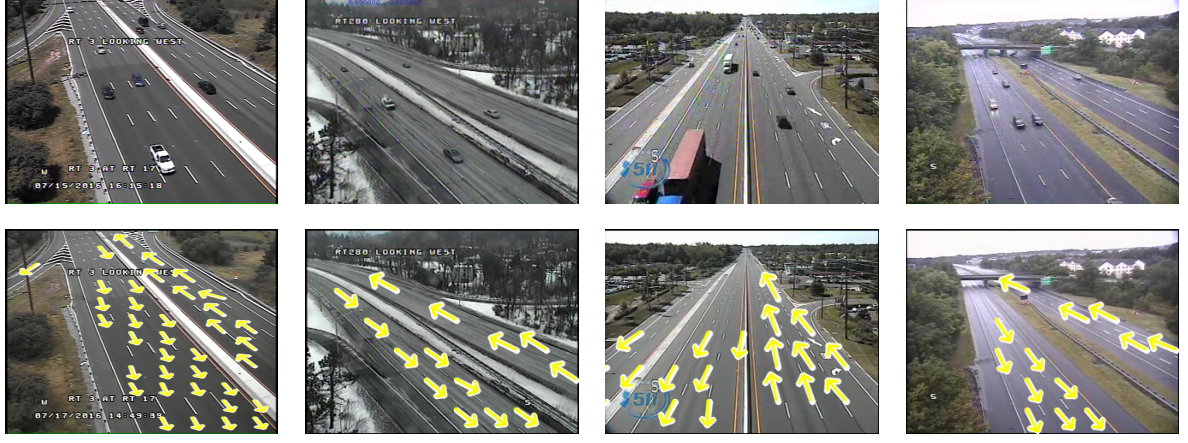 RT 3 LOOKING WEST
W
RT 3 AT RT 17
07/15/2016 16:15:18
RT280 LOOKING WEST
S
511
S
RT 3 LOOKING WEST
W
RT 3 AT RT 17
07/17/2016 14:49:09
RT280 LOOKING WEST
S
S
511
S